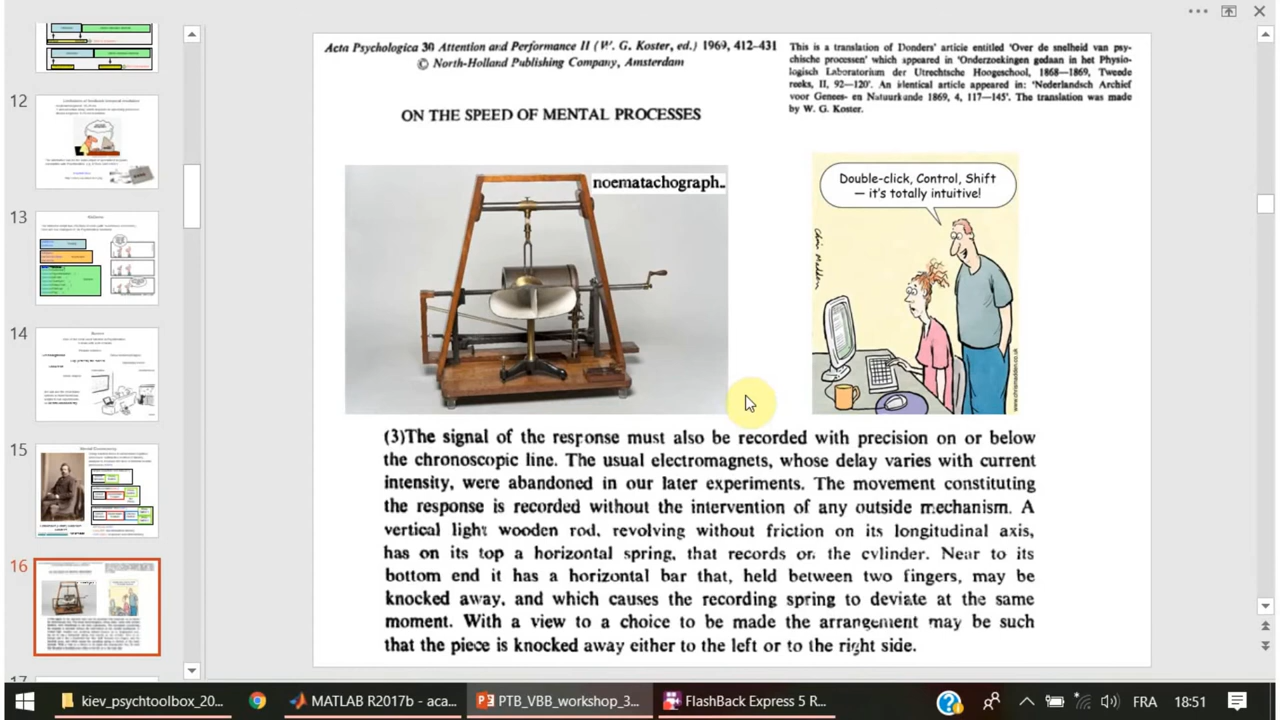 12
13
14
15
16
Acta Psychologica 30 Attention and Performance II (W. G. Koster, ed.) 1969, 412-431
© North-Holland Publishing Company, Amsterdam
This is a translation of Donders' article entitled 'Over de snelheid van psy-
chische processen' which appeared in 'Onderzoekingen gedaan in het Physio-
logisch Laboratorium der Utrechtsche Hoogeschool, 1868—1869, Tweede
reeks, II, 92—120'. An identical article appeared in: 'Nederlandsch Archief
voor Genees- en Natuurkunde 1869, 4, 117—145'. The translation was made
by W. G. Koster.
ON THE SPEED OF MENTAL PROCESSES
noematachograph..
Double-click, Control, Shift
— it's totally intuitive!
Chris Madden
www.chrismadden.co.uk
(3)The signal of the response must also be recorded with precision on or below
the chronoscopic line. The usual electromagnets, whose delay varies with current
intensity, were abandoned in our later experiments. The movement constituting
the response is recorded without the intervention of any outside mechanism. A
vertical light wooden rod, revolving without friction on its longitudinal axis,
has on its top a horizontal spring, that records on the cylinder. Near to its
bottom end it has a horizontal bar that, held between two fingers, may be
knocked away, and which causes the recording spring to deviate at the same
moment. With a view to a choice to be made the arrangement may be such
that the piece is knocked away either to the left or to the right side.
kiev_psychtoolbox_20...
MATLAB R2017b - aca...
PTB_VBB_workshop_3...
FlashBack Express 5 R...
FRA
18:51